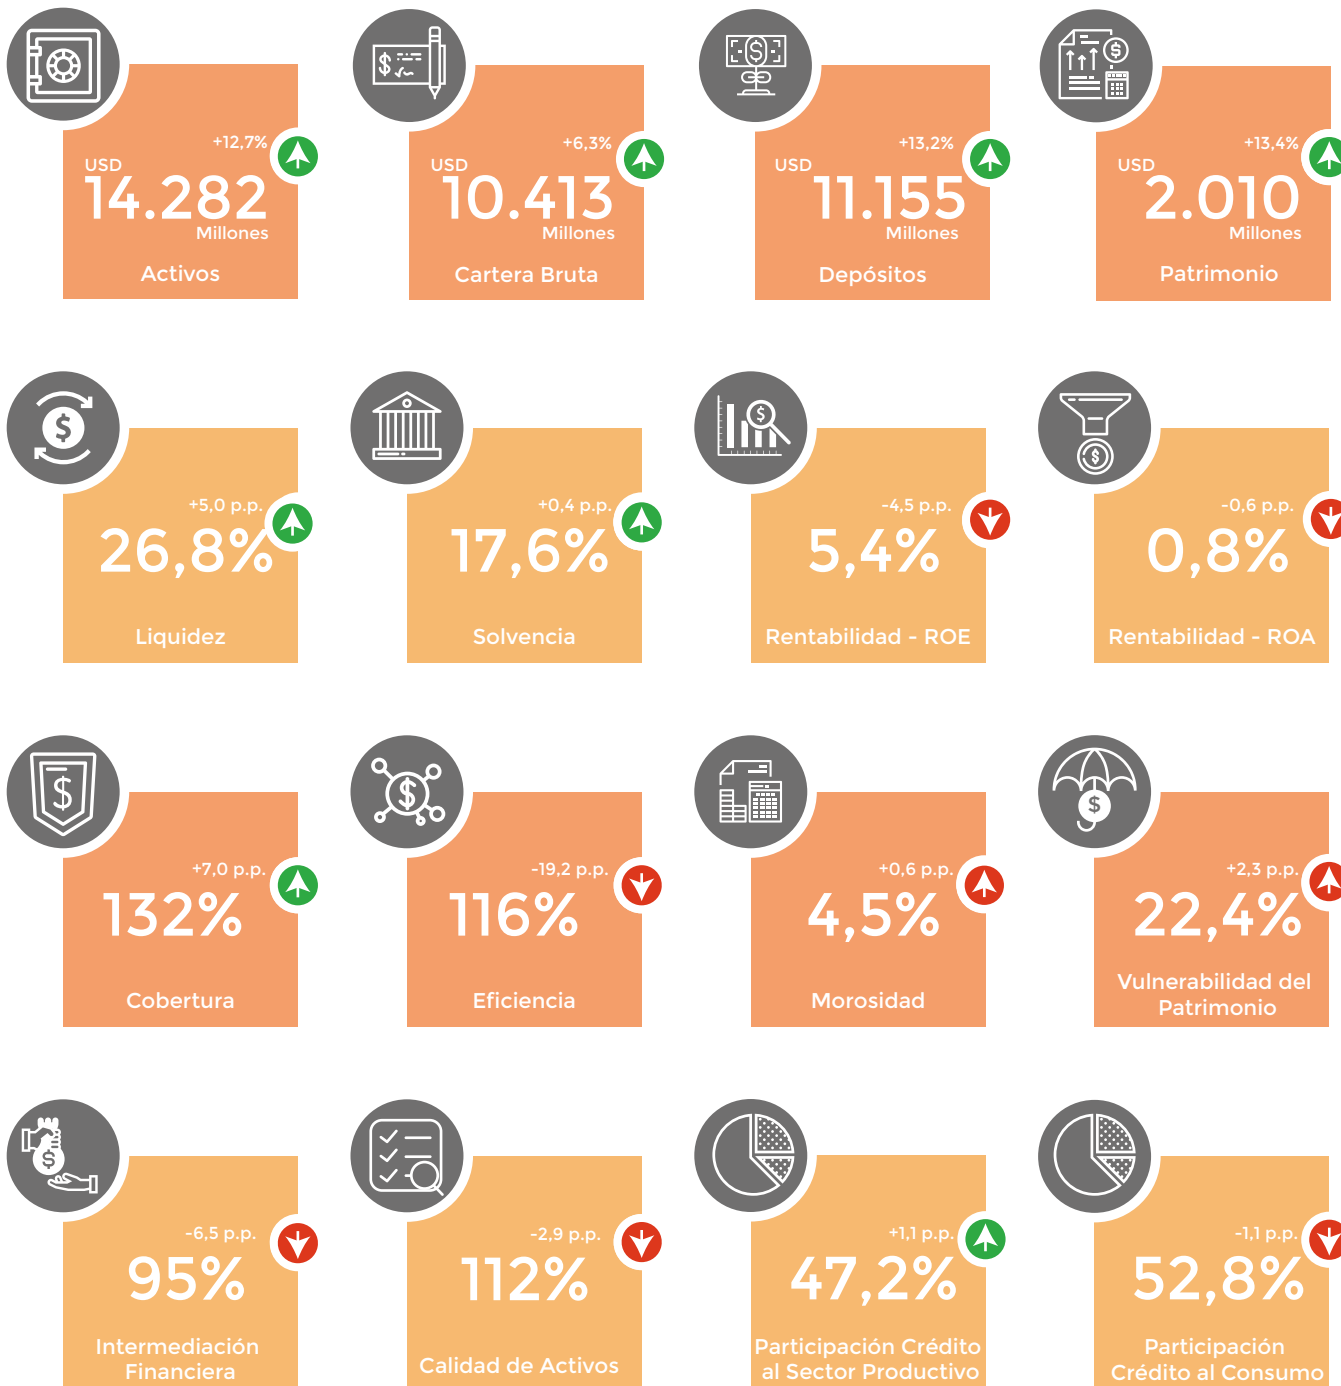 +12,7%
USD
14.282
Millones
Activos
+6,3%
USD
10.413
Millones
Cartera Bruta
+13,2%
USD
11.155
Millones
Depósitos
+13,4%
USD
2.010
Millones
Patrimonio
+5,0 p.p.
26,8%
Liquidez
+0,4 p.p.
17,6%
Solvencia
-4,5 p.p.
5,4%
Rentabilidad - ROE
-0,6 p.p.
0,8%
Rentabilidad - ROA
+7,0 p.p.
132%
Cobertura
-19,2 p.p.
116%
Eficiencia
+0,6 p.p.
4,5%
Morosidad
+2,3 p.p.
22,4%
Vulnerabilidad del
Patrimonio
-6,5 p.p.
95%
Intermediación
Financiera
-2,9 p.p.
112%
Calidad de Activos
+1,1 p.p.
47,2%
Participación Crédito
al Sector Productivo
-1,1 p.p.
52,8%
Participación
Crédito al Consumo